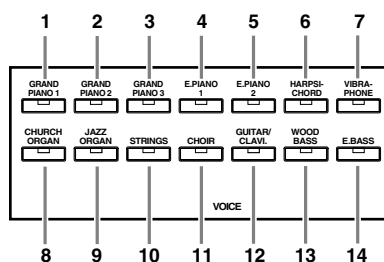 1 2 3 4 5 6 7
GRAND PIANO 1
GRAND PIANO 2
GRAND PIANO 3
E.PIANO 1
E.PIANO 2
HARPSI-CHORD
VIBRA-PHONE
CHURCH ORGAN
JAZZ ORGAN
STRINGS
CHOIR
GUITAR/CLAVI.
WOOD BASS
E.BASS
VOICE
8 9 10 11 12 13 14